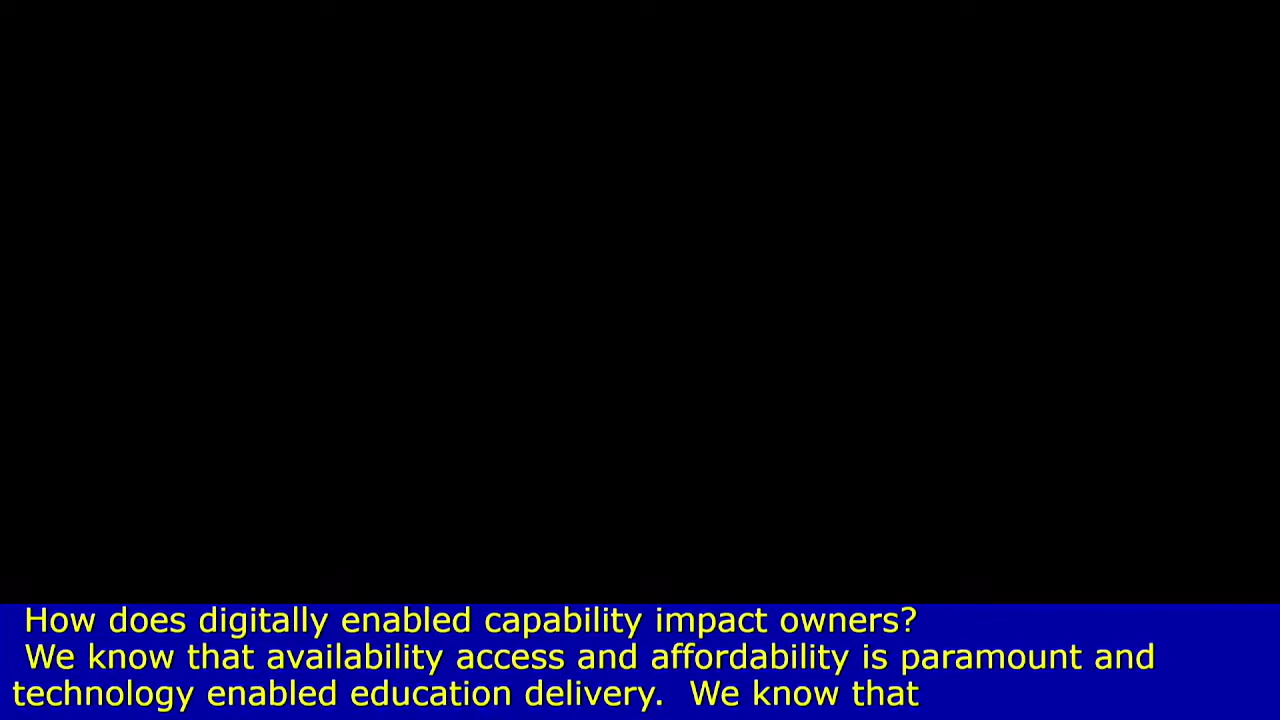 How does digitally enabled capability impact owners?
We know that availability access and affordability is paramount and
technology enabled education delivery.  We know that